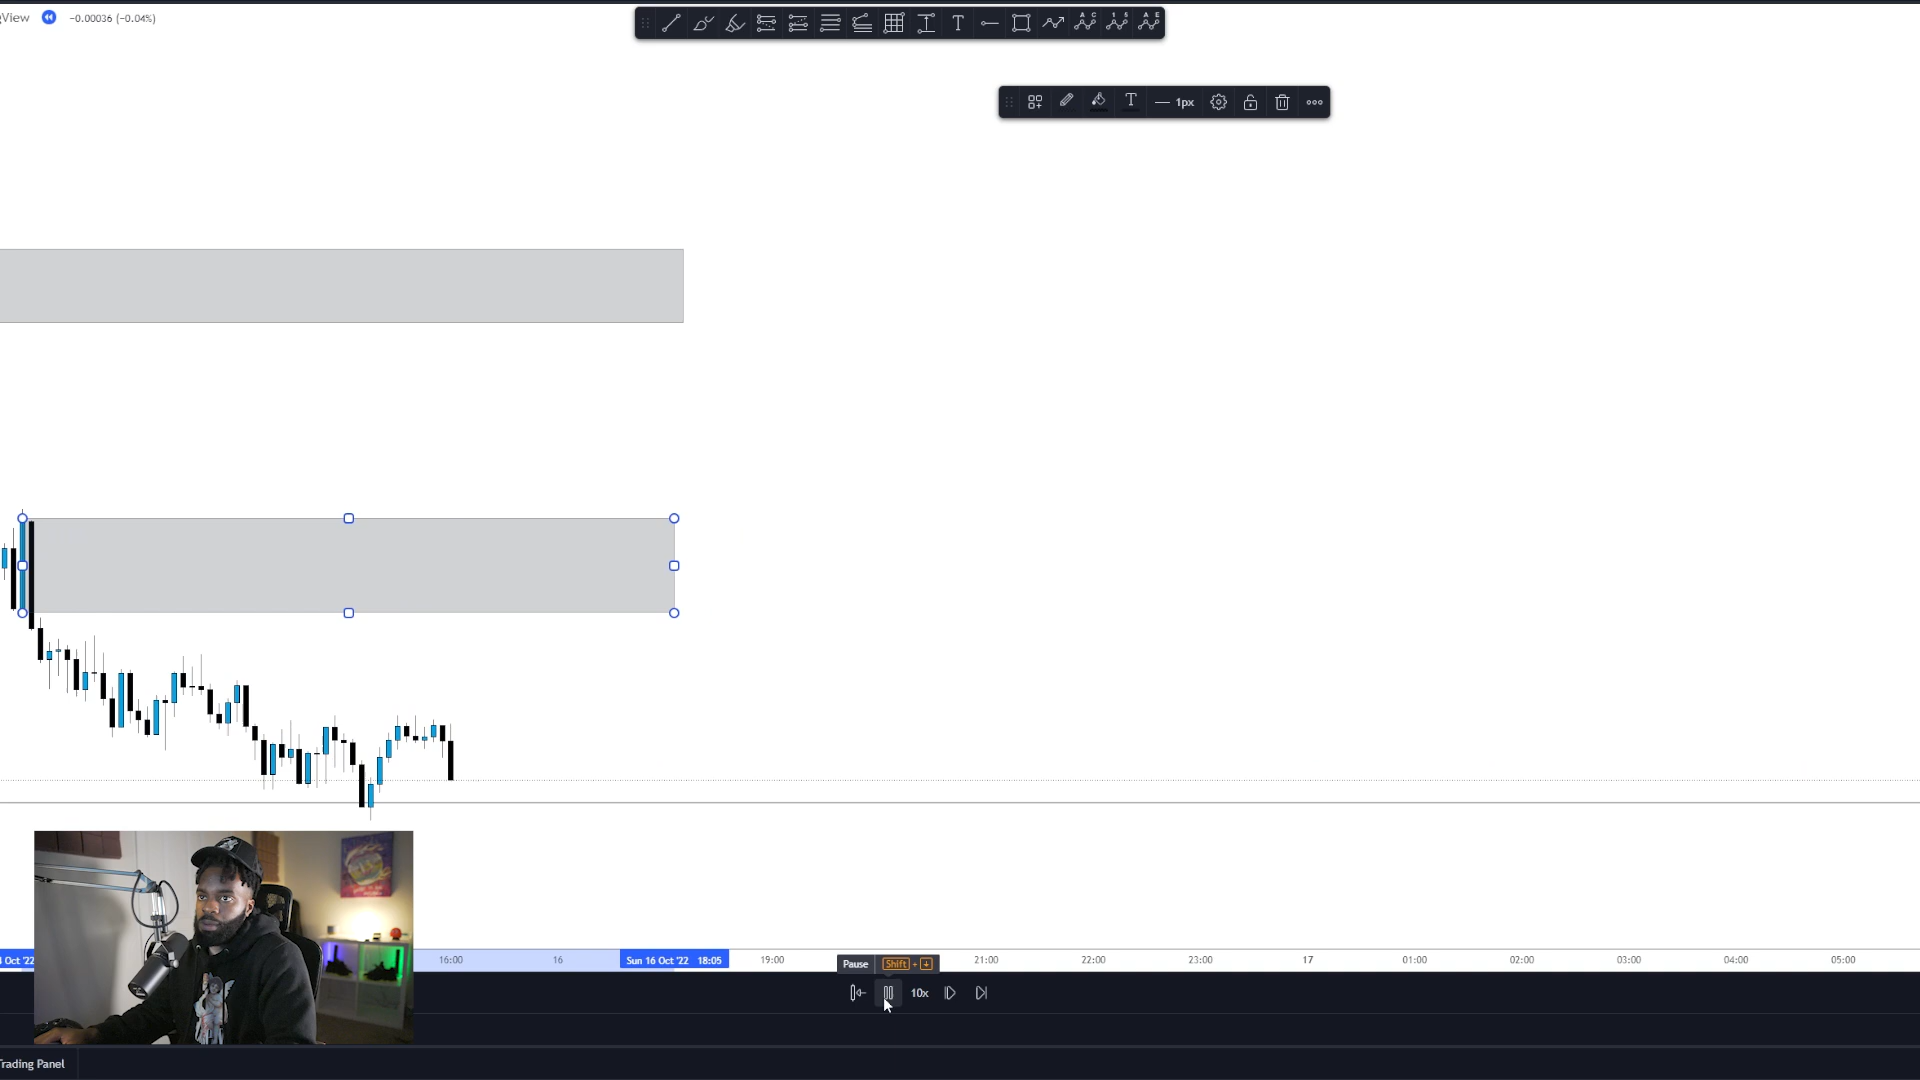 View −0.00036 (−0.04%)
T
A C
1 5
A E
T
1px
Oct '22 16:00 16 Sun 16 Oct '22 18:05 19:00 21:00 22:00 23:00 17 01:00 02:00 03:00 04:00 05:00
Pause Shift + ↓
10x
Trading Panel